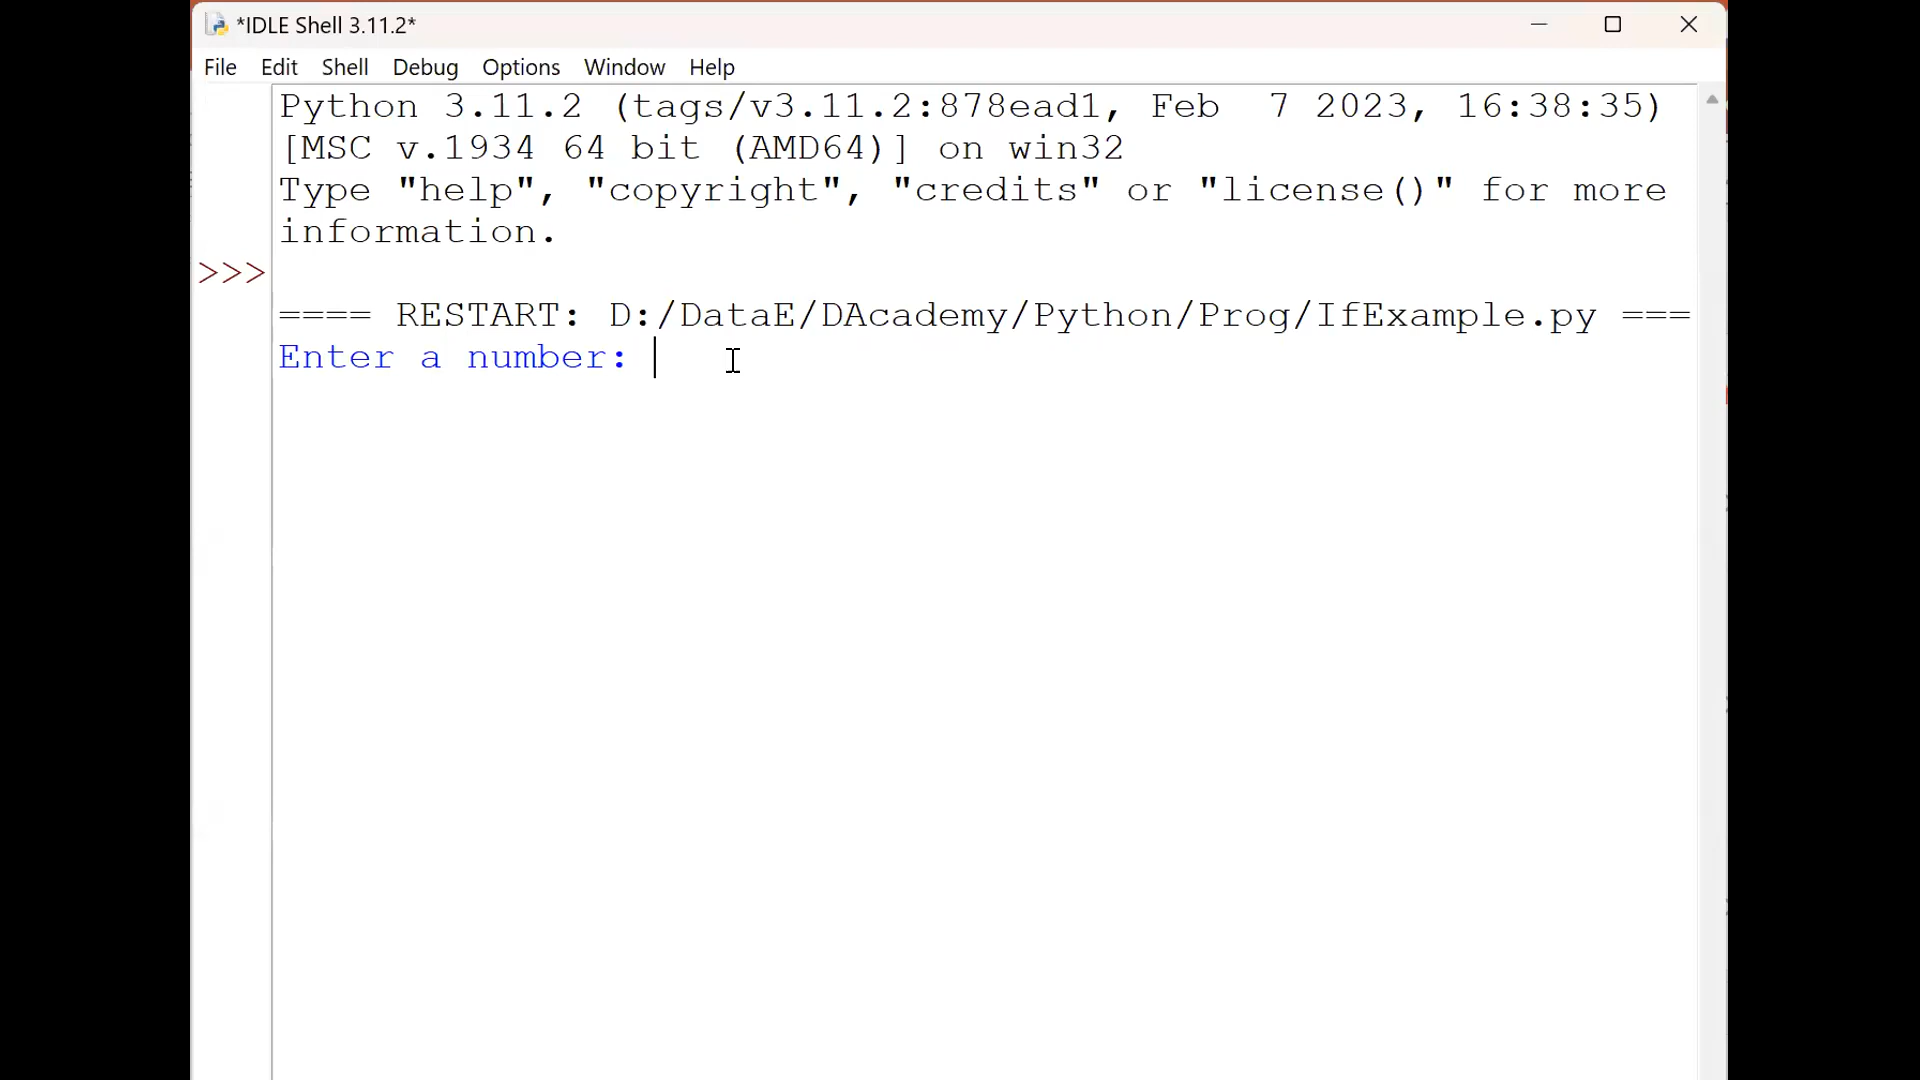 *IDLE Shell 3.11.2*
File Edit Shell Debug Options Window Help
Python 3.11.2 (tags/v3.11.2:878ead1, Feb  7 2023, 16:38:35)
[MSC v.1934 64 bit (AMD64)] on win32
Type "help", "copyright", "credits" or "license()" for more
information.
>>>
==== RESTART: D:/DataE/DAcademy/Python/Prog/IfExample.py ===
Enter a number: